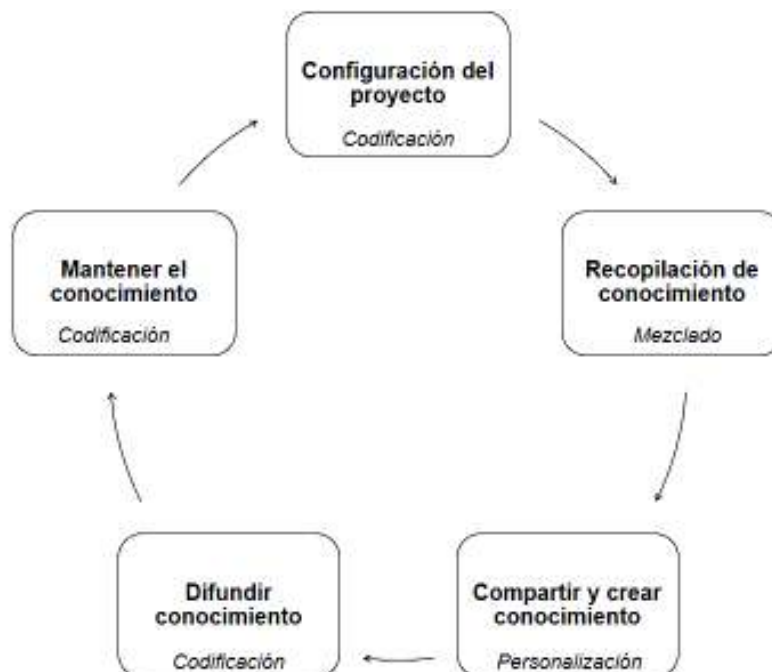 Configuración del
proyecto
Codificación
Recopilación de
conocimiento
Mezclado
Compartir y crear
conocimiento
Personalización
Difundir
conocimiento
Codificación
Mantener el
conocimiento
Codificación